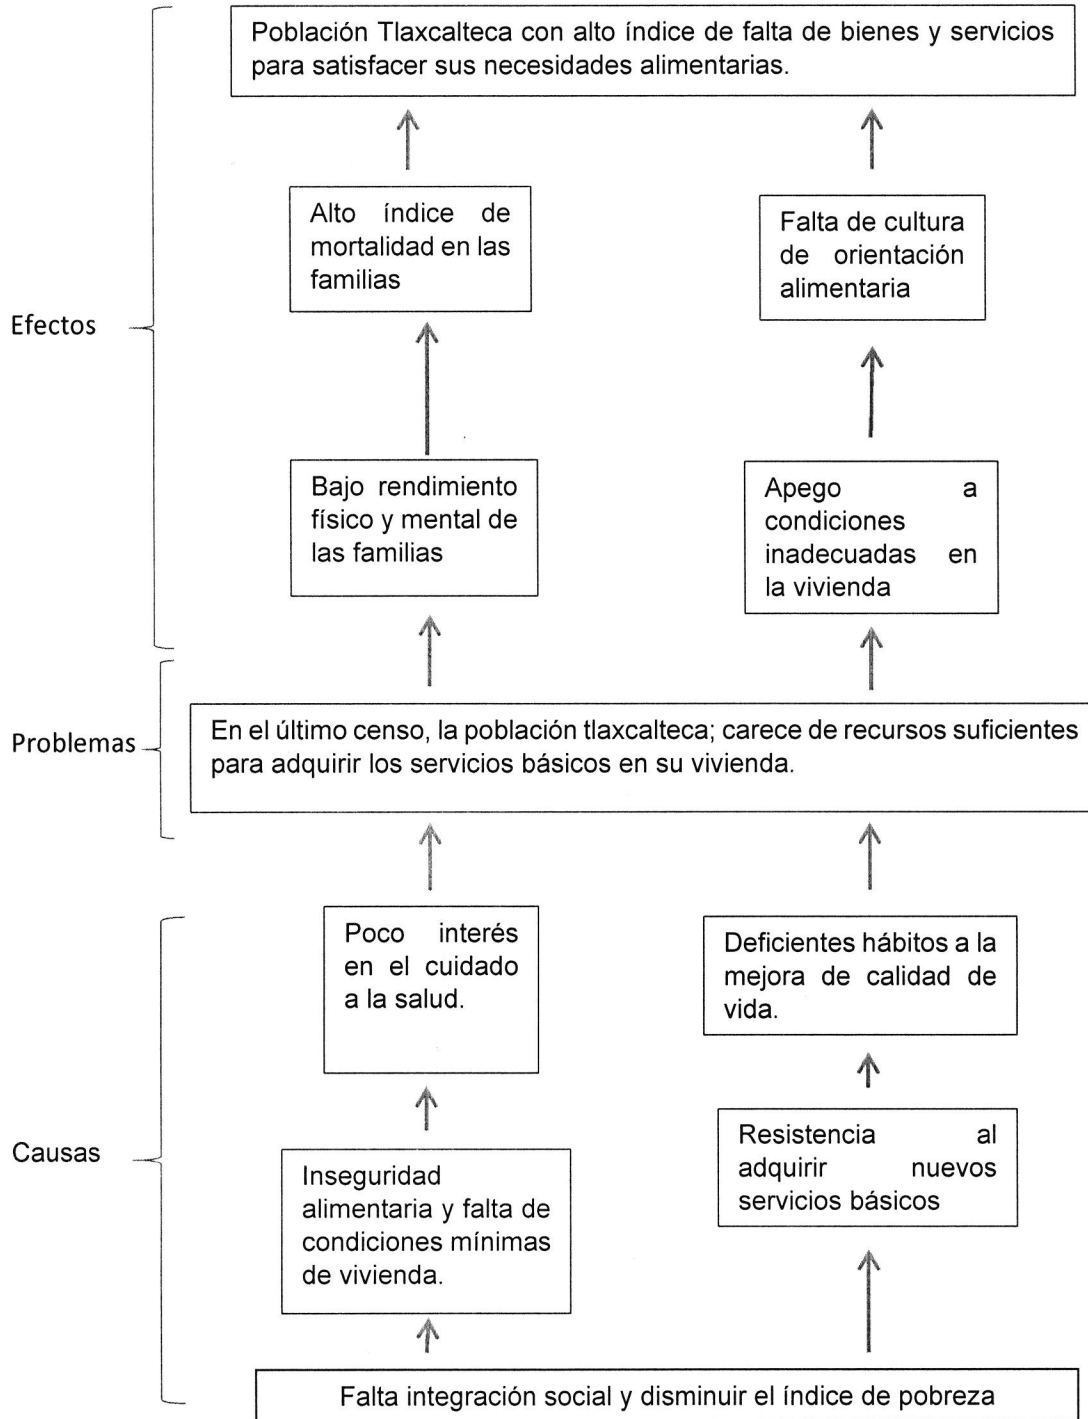 Población Tlaxcalteca con alto índice de falta de bienes y servicios
para satisfacer sus necesidades alimentarias.
Alto índice de
mortalidad en las
familias
Falta de cultura
de orientación
alimentaria
Efectos
Bajo rendimiento
físico y mental de
las familias
Apego a
condiciones
inadecuadas en
la vivienda
Problemas
En el último censo, la población tlaxcalteca; carece de recursos suficientes
para adquirir los servicios básicos en su vivienda.
Poco interés
en el cuidado
a la salud.
Deficientes hábitos a la
mejora de calidad de
vida.
Causas
Inseguridad
alimentaria y falta de
condiciones mínimas
de vivienda.
Resistencia al
adquirir nuevos
servicios básicos
Falta integración social y disminuir el índice de pobreza